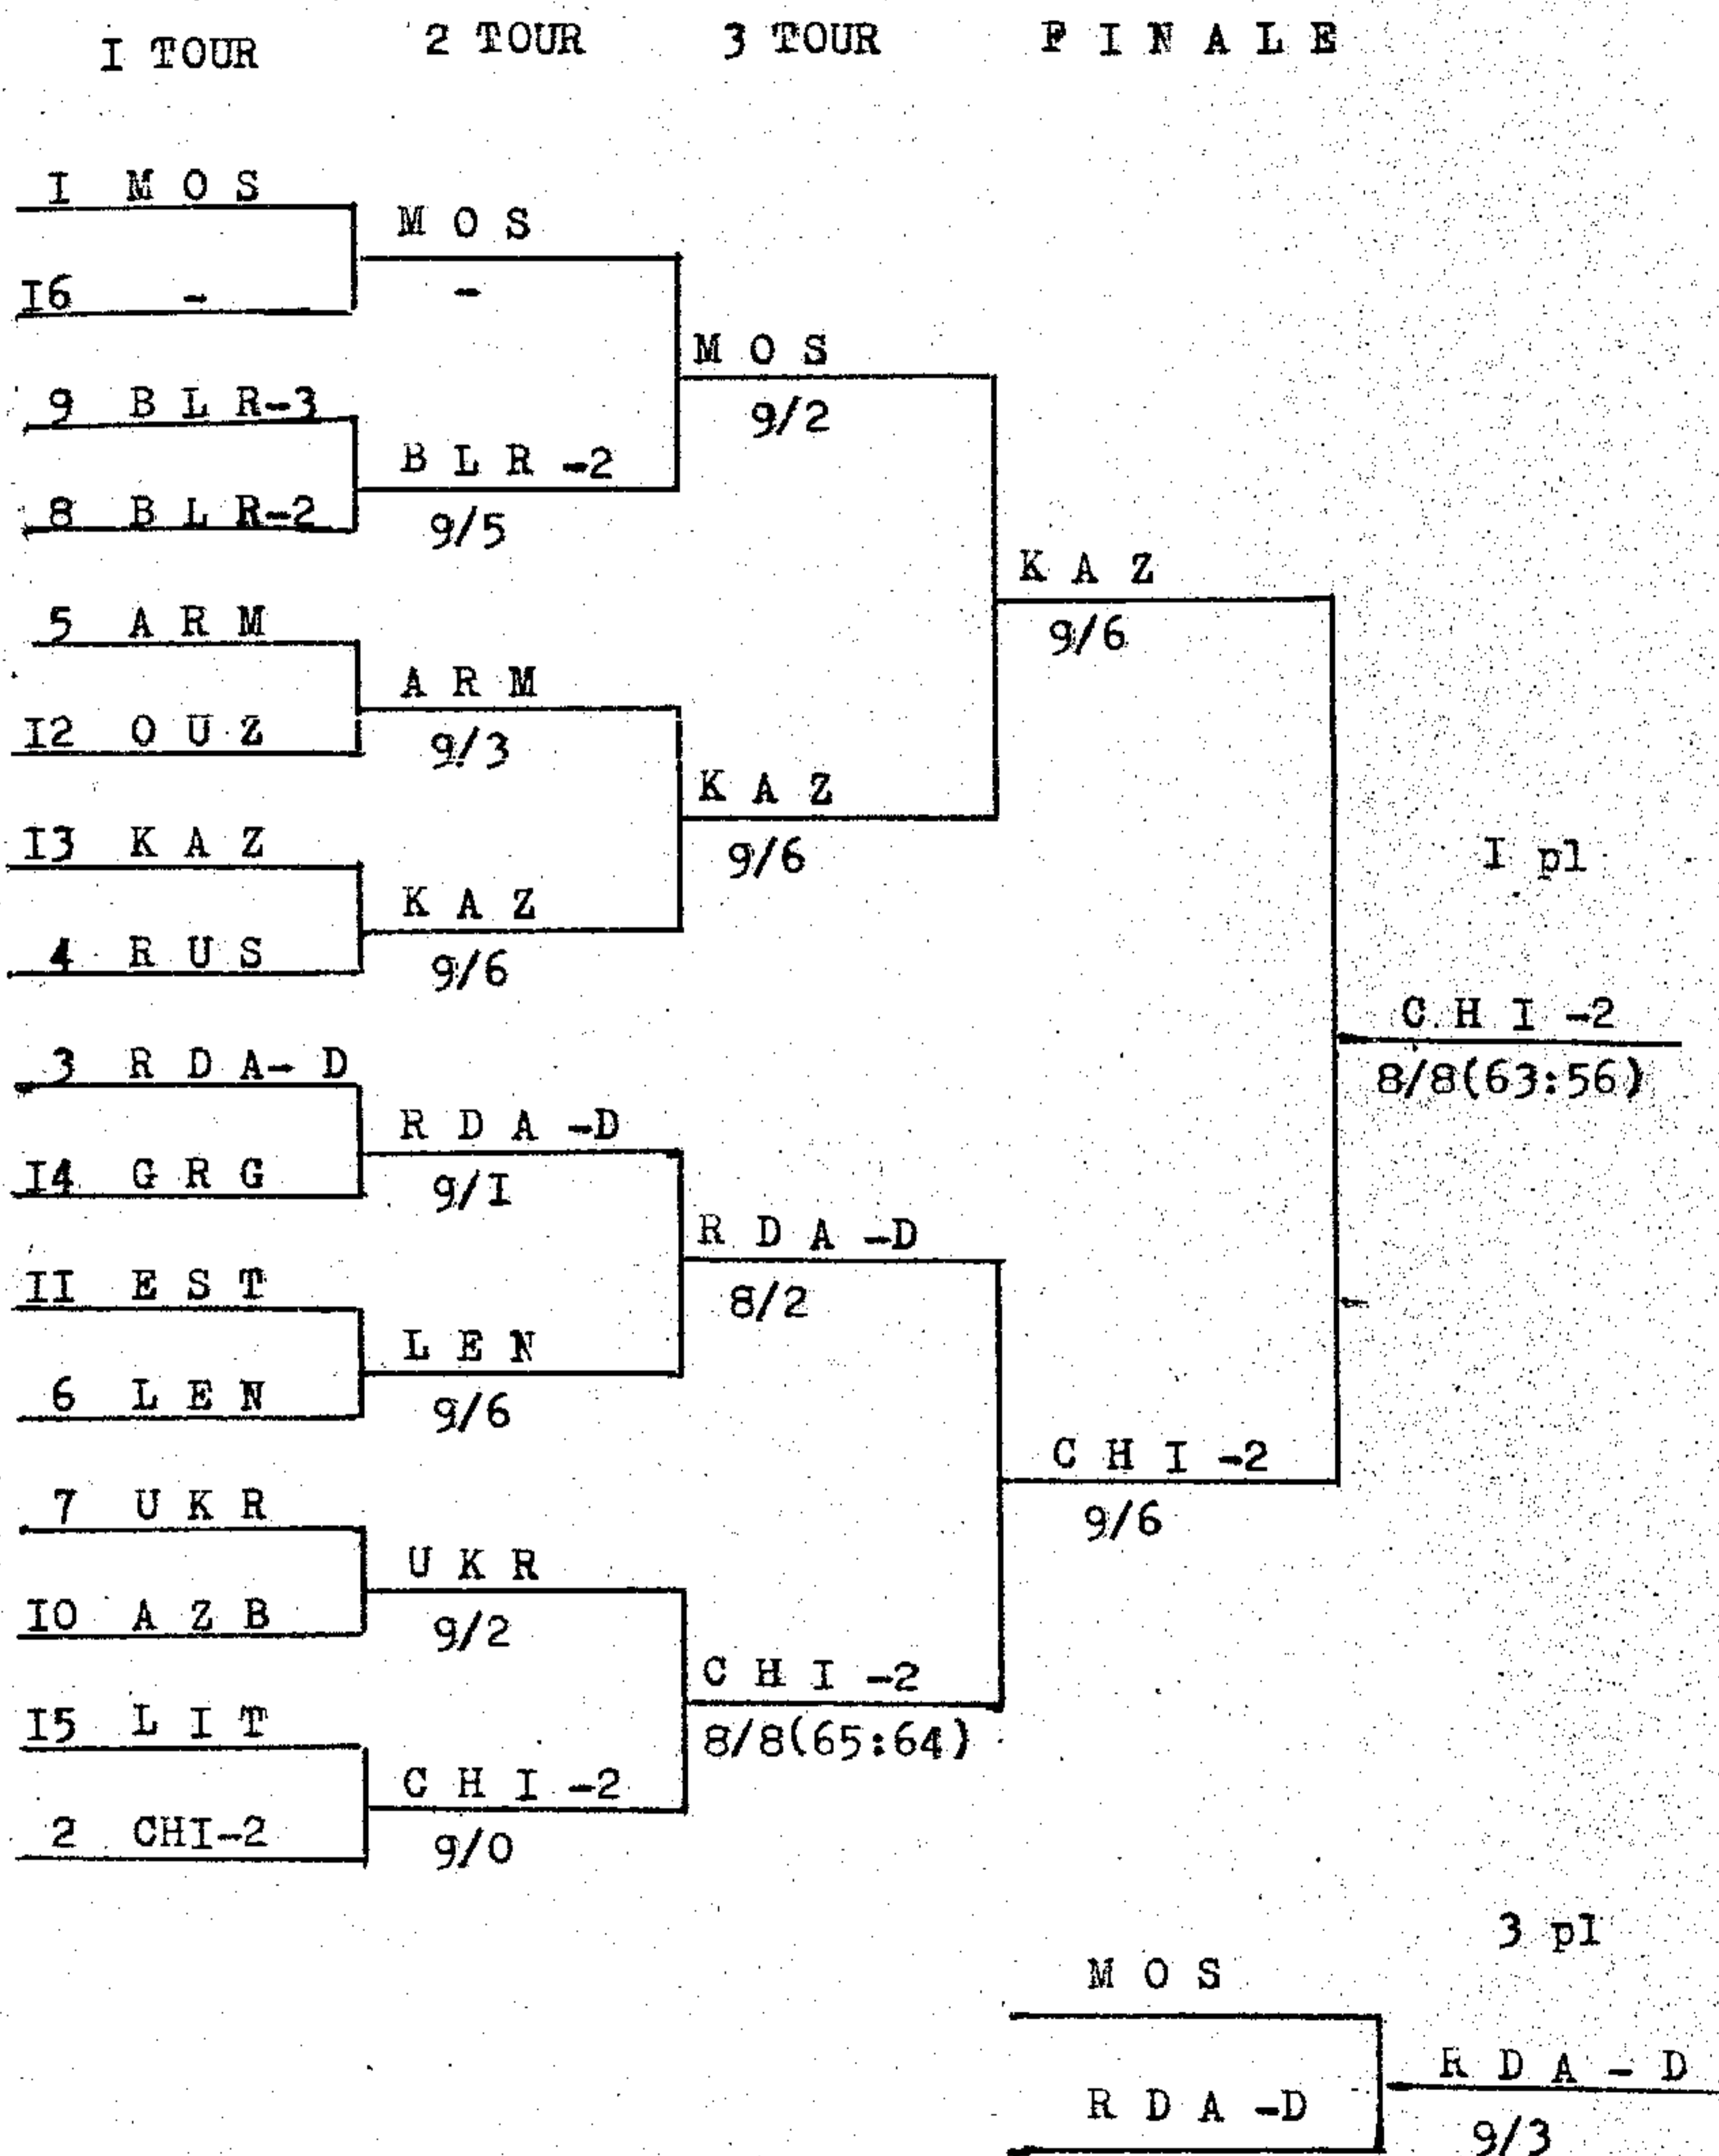 I TOUR 2 TOUR 3 TOUR F I N A L E
I M O S
M O S
I6 -
-
M O S
9/2
9 B L R-3
B L R -2
8 B L R-2
9/5
K A Z
9/6
5 A R M
A R M
I2 O U Z
9/3
K A Z
9/6
I3 K A Z
K A Z
4 R U S
9/6
I pl
C H I -2
8/8(63:56)
3 R D A- D
R D A -D
I4 G R G
9/I
R D A -D
8/2
II E S T
L E N
6 L E N
9/6
C H I -2
9/6
7 U K R
U K R
IO A Z B
9/2
C H I -2
8/8(65:64)
I5 L I T
C H I -2
2 CHI-2
9/0
3 pl
M O S
R D A - D
R D A -D
9/3